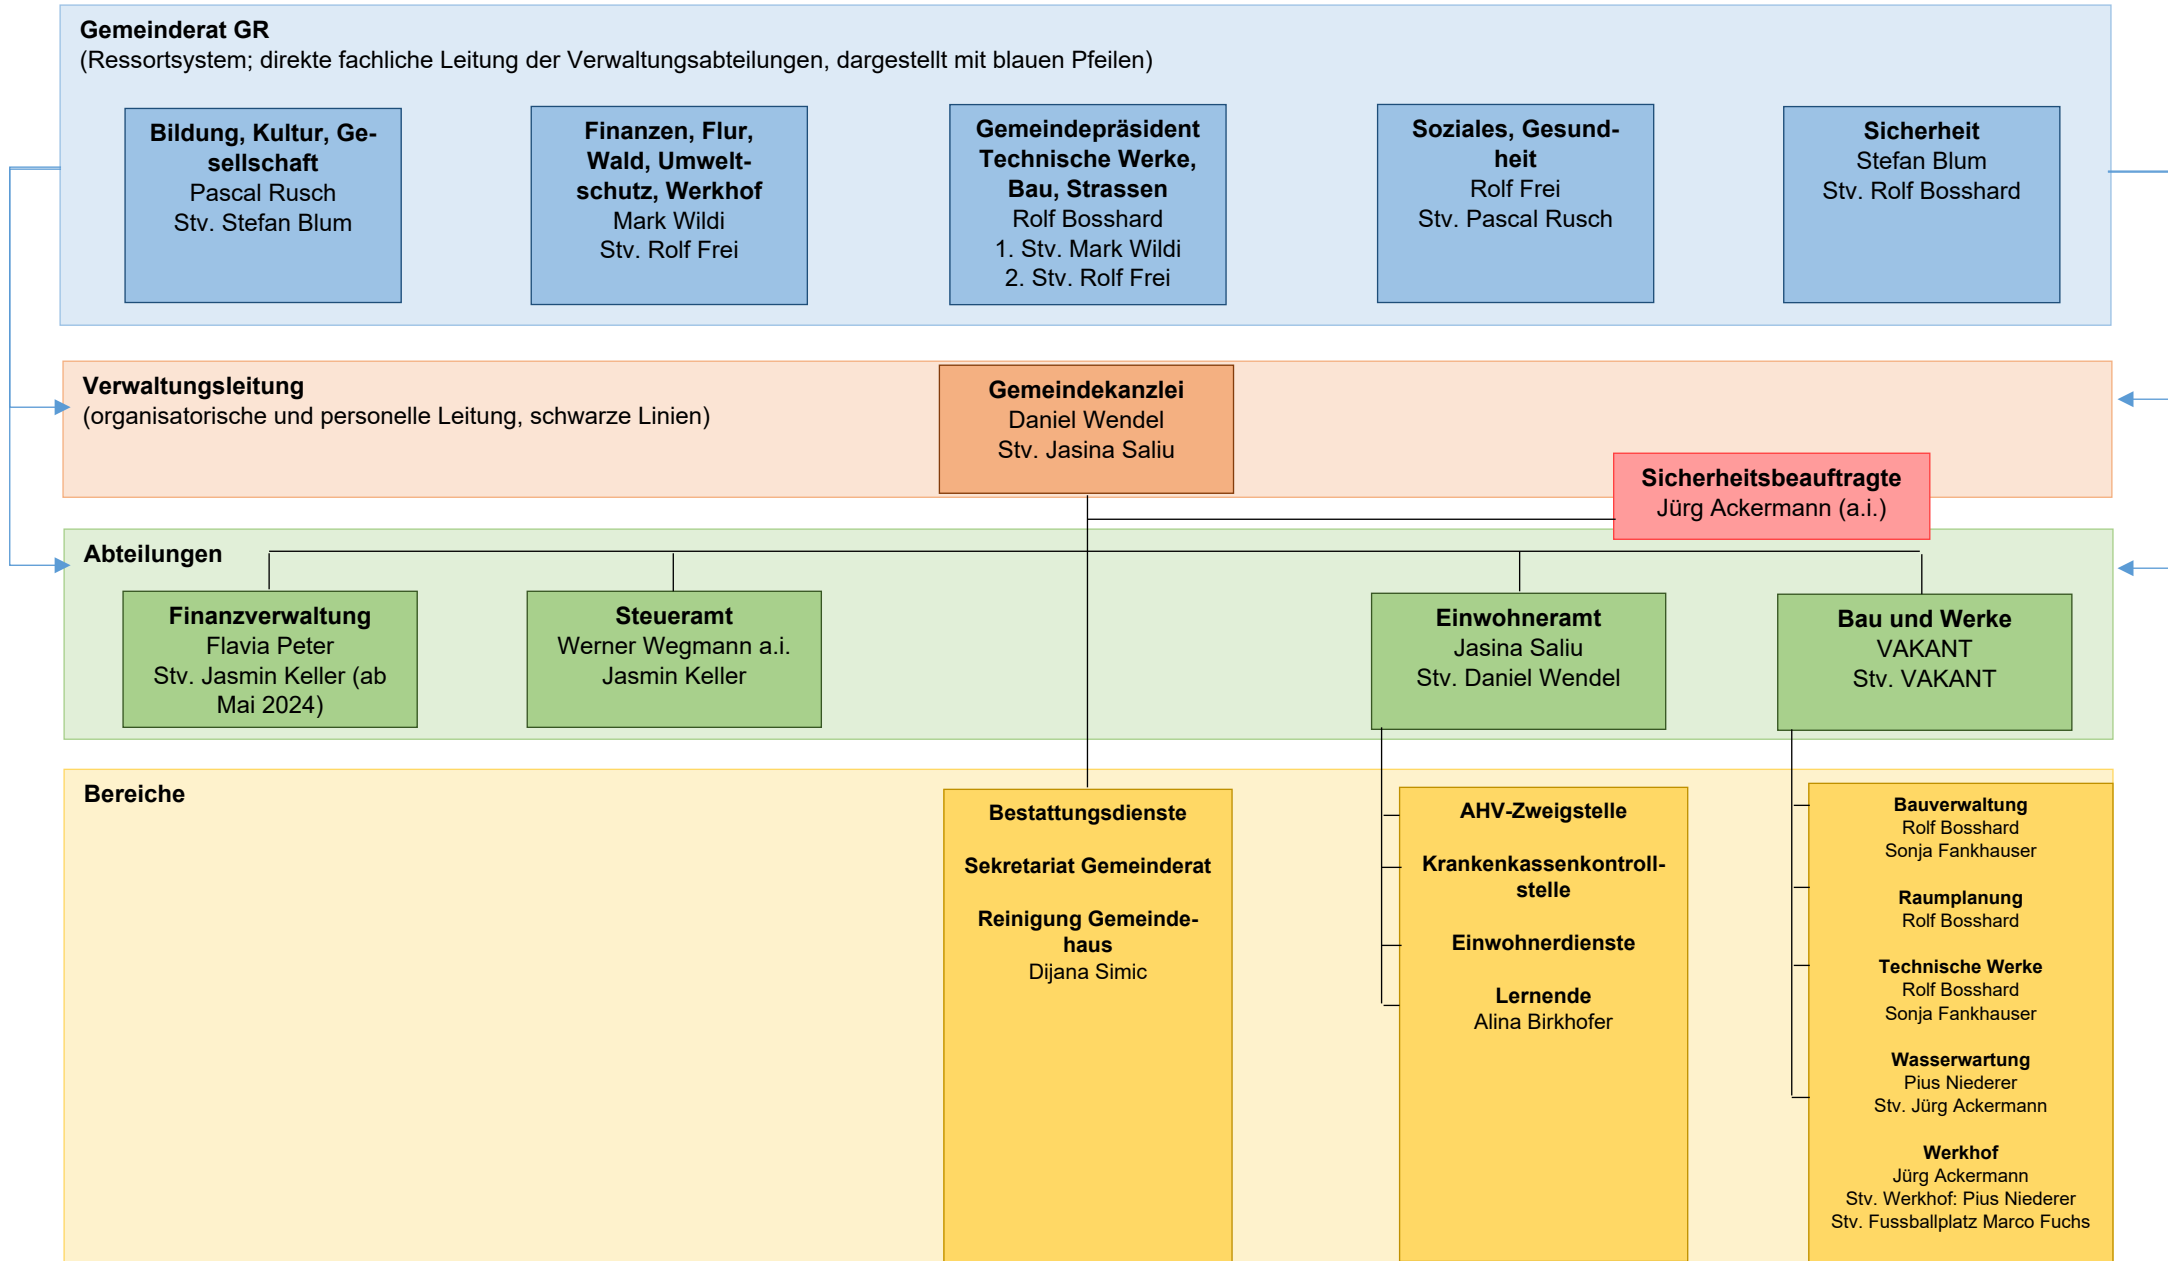 Gemeinderat GR
(Ressortsystem; direkte fachliche Leitung der Verwaltungsabteilungen, dargestellt mit blauen Pfeilen)
Bildung, Kultur, Ge-
sellschaft
Pascal Rusch
Stv. Stefan Blum
Finanzen, Flur,
Wald, Umwelt-
schutz, Werkhof
Mark Wildi
Stv. Rolf Frei
Gemeindepräsident
Technische Werke,
Bau, Strassen
Rolf Bosshard
1. Stv. Mark Wildi
2. Stv. Rolf Frei
Soziales, Gesund-
heit
Rolf Frei
Stv. Pascal Rusch
Sicherheit
Stefan Blum
Stv. Rolf Bosshard
Verwaltungsleitung
(organisatorische und personelle Leitung, schwarze Linien)
Gemeindekanzlei
Daniel Wendel
Stv. Jasina Saliu
Sicherheitsbeauftragte
Jürg Ackermann (a.i.)
Abteilungen
Finanzverwaltung
Flavia Peter
Stv. Jasmin Keller (ab
Mai 2024)
Steueramt
Werner Wegmann a.i.
Jasmin Keller
Einwohneramt
Jasina Saliu
Stv. Daniel Wendel
Bau und Werke
VAKANT
Stv. VAKANT
Bereiche
Bestattungsdienste
Sekretariat Gemeinderat
Reinigung Gemeinde-
haus
Dijana Simic
AHV-Zweigstelle
Krankenkassenkontroll-
stelle
Einwohnerdienste
Lernende
Alina Birkhofer
Bauverwaltung
Rolf Bosshard
Sonja Fankhauser
Raumplanung
Rolf Bosshard
Technische Werke
Rolf Bosshard
Sonja Fankhauser
Wasserwartung
Pius Niederer
Stv. Jürg Ackermann
Werkhof
Jürg Ackermann
Stv. Werkhof: Pius Niederer
Stv. Fussballplatz Marco Fuchs